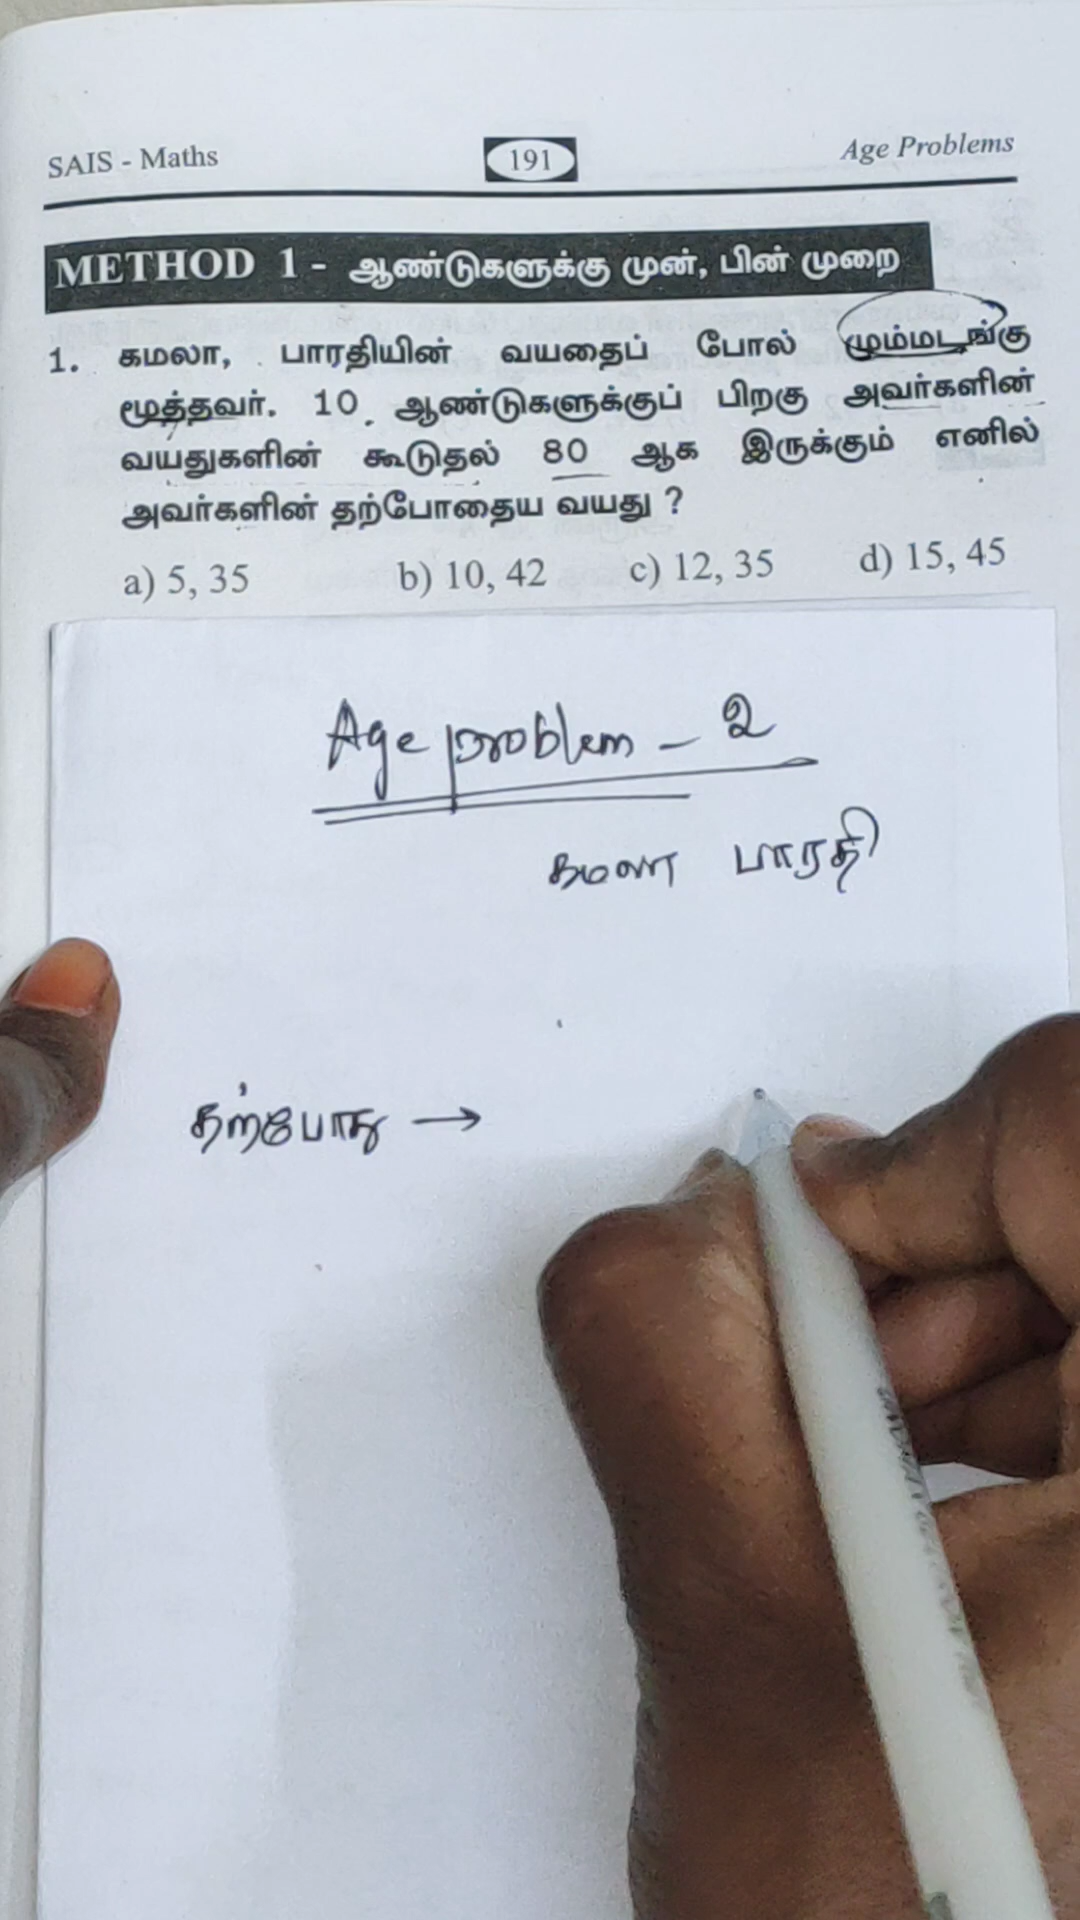 SAIS - Maths 191 Age Problems
METHOD 1 - ஆண்டுகளுக்கு முன், பின் முறை
1. கமலா, பாரதியின் வயதைப் போல் மும்மடங்கு
மூத்தவர். 10 ஆண்டுகளுக்குப் பிறகு அவர்களின்
வயதுகளின் கூடுதல் 80 ஆக இருக்கும் எனில்
அவர்களின் தற்போதைய வயது ?
a) 5, 35 b) 10, 42 c) 12, 35 d) 15, 45
Age problem - 2
கமலா பாரதி
தற்போது →